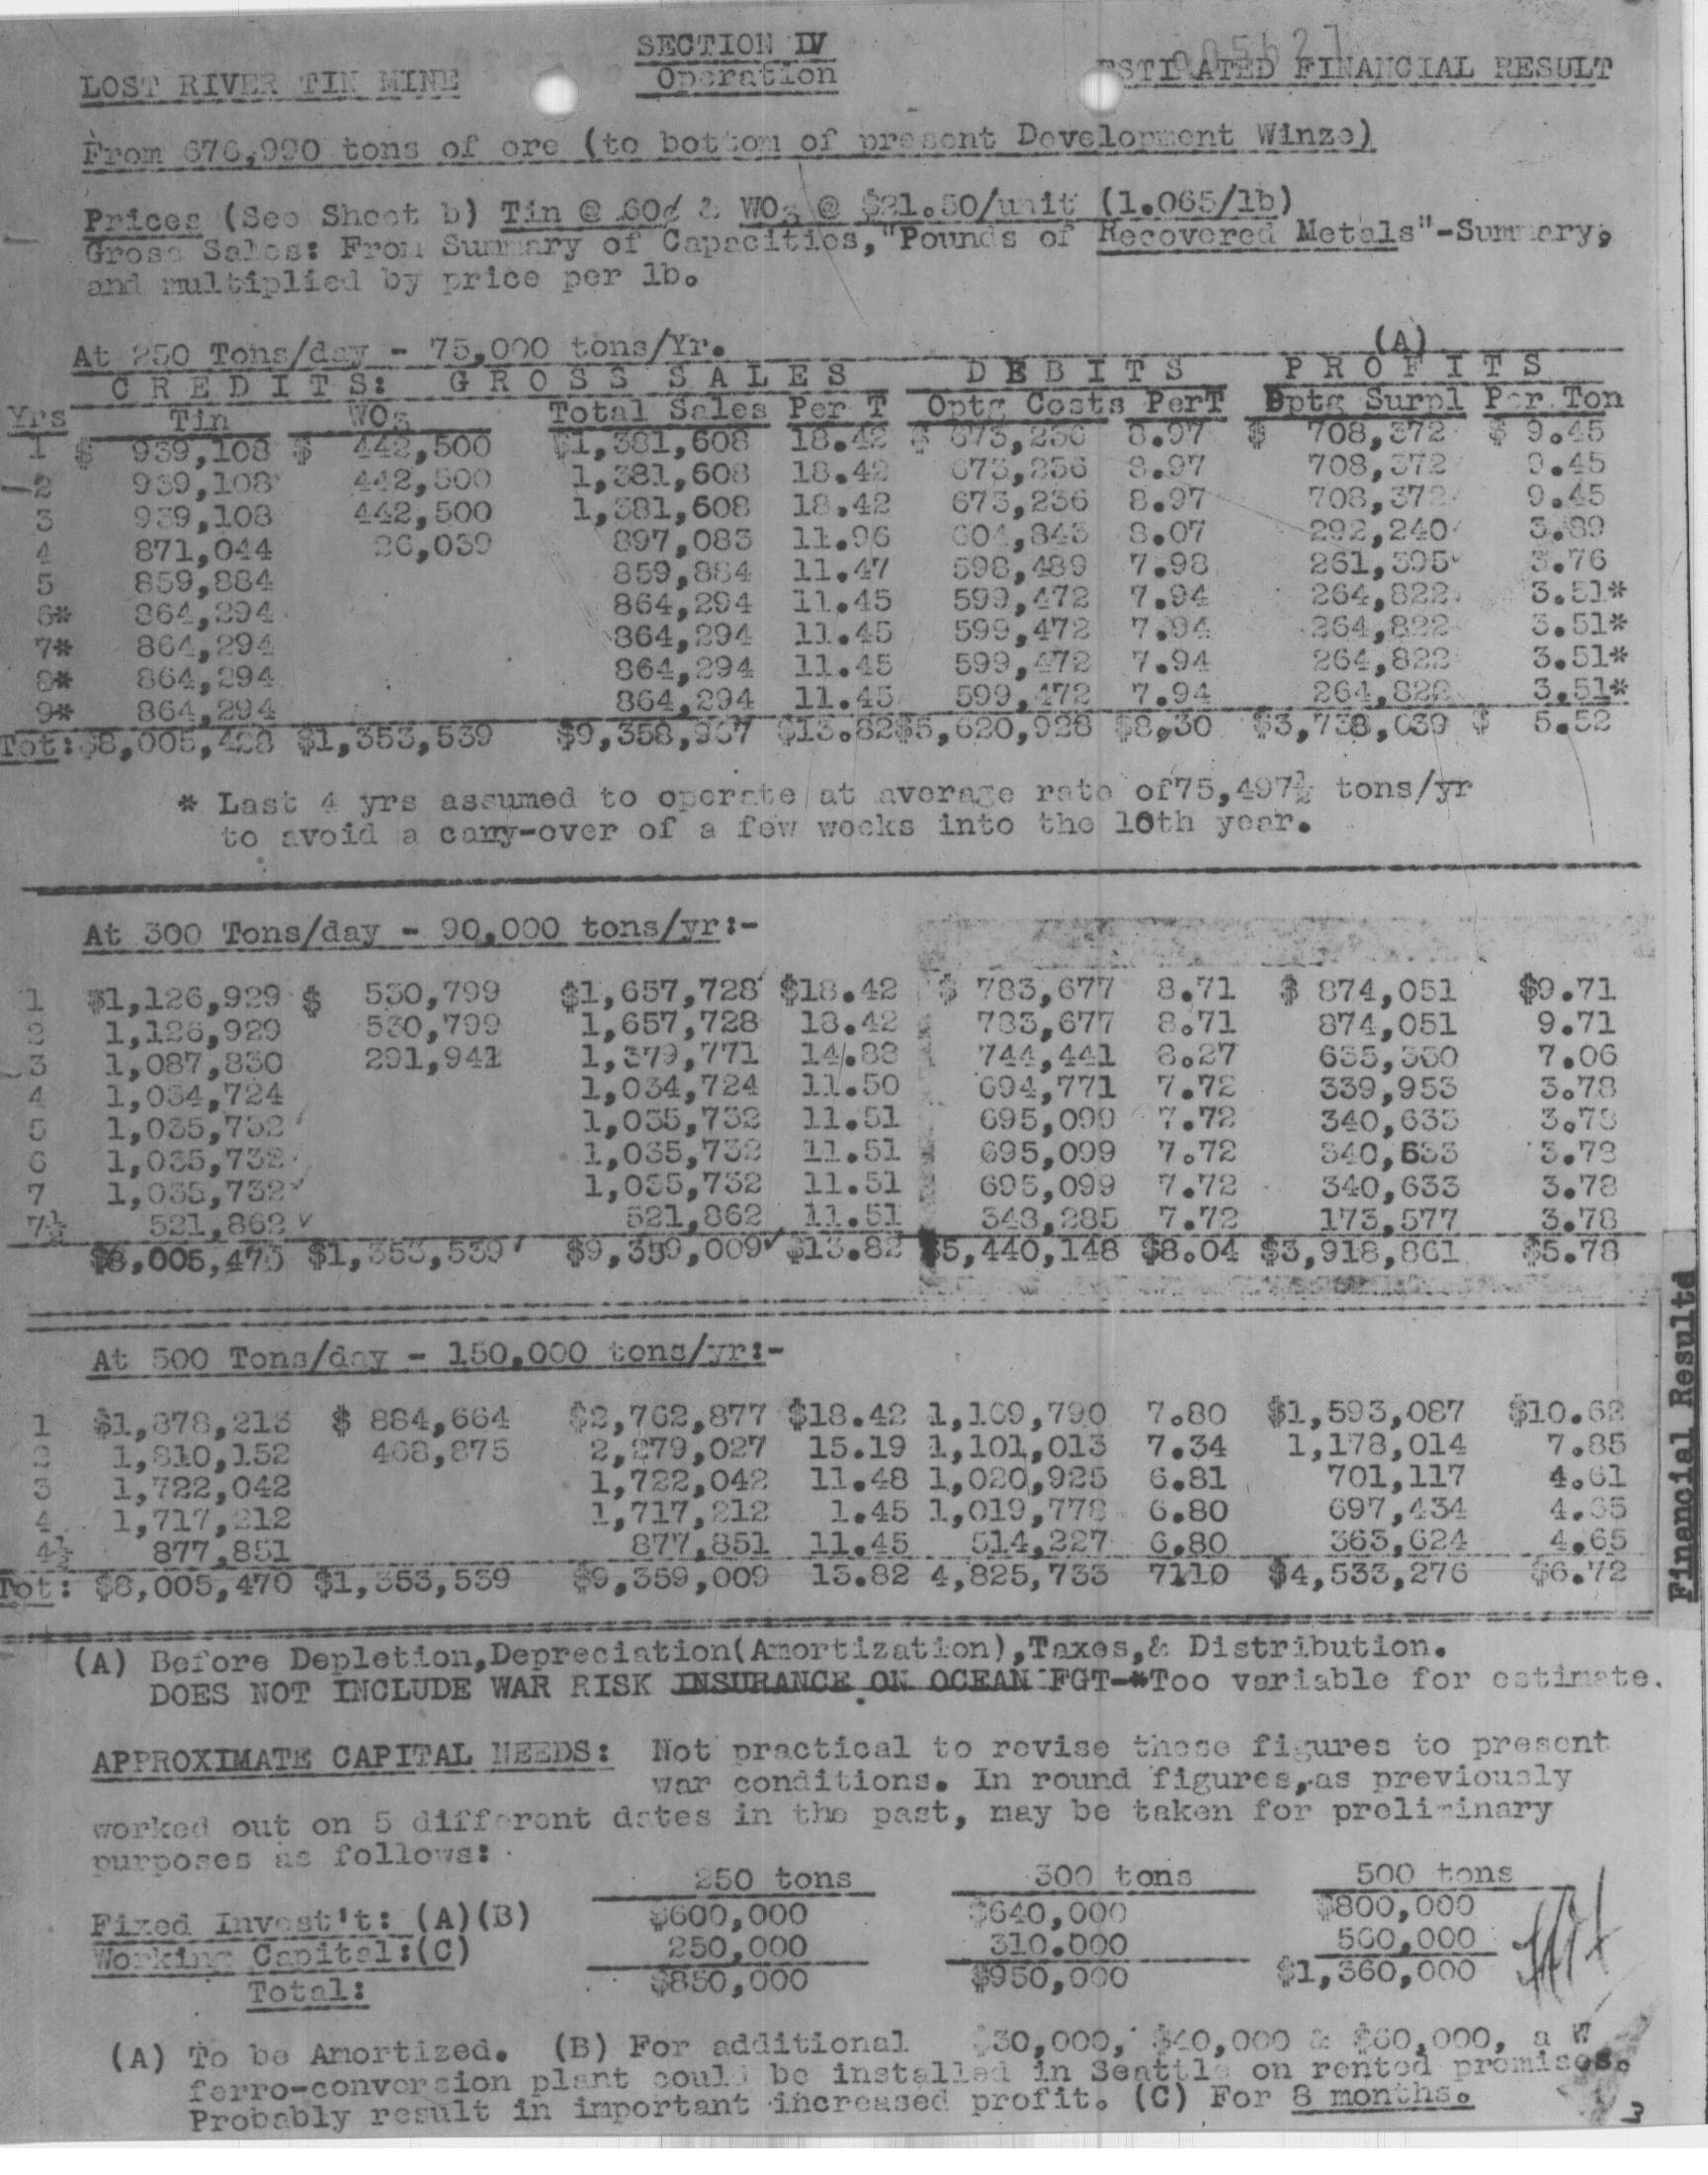 005621
SECTION IV
LOST RIVER TIN MINE Operation ESTIMATED FINANCIAL RESULT
From 676,990 tons of ore (to bottom of present Development Winze)
Prices (See Sheet b) Tin @ .60¢ & WO3 @ $21.50/unit (1.065/lb)
Gross Sales: From Summary of Capacities, "Pounds of Recovered Metals"-Summary,
and multiplied by price per lb.
At 250 Tons/day - 75,000 tons/Yr. (A)
CREDITS: GROSS SALES DEBITS PROFITS
Yrs Tin WO3 Total Sales Per T Optg Costs PerT Optg Surpl Per Ton
1 $ 939,108 $ 442,500 $1,381,608 18.42 $ 673,236 8.97 $ 708,372 $ 9.45
2 939,108 442,500 1,381,608 18.42 673,236 8.97 708,372 9.45
3 939,108 442,500 1,381,608 18.42 673,236 8.97 708,372 9.45
4 871,044 26,039 897,083 11.96 604,843 8.07 292,240 3.89
5 859,884 859,884 11.47 598,489 7.98 261,395 3.76
6* 864,294 864,294 11.45 599,472 7.94 264,822 3.51*
7* 864,294 864,294 11.45 599,472 7.94 264,822 3.51*
8* 864,294 864,294 11.45 599,472 7.94 264,822 3.51*
9* 864,294 864,294 11.45 599,472 7.94 264,822 3.51*
Tot: $8,005,428 $1,353,539 $9,358,967 $13.82 $5,620,928 $8.30 $3,738,039 $ 5.52
* Last 4 yrs assumed to operate at average rate of75,497½ tons/yr
to avoid a carry-over of a few weeks into the 10th year.
At 300 Tons/day - 90,000 tons/yr:-
1 $1,126,929 $ 530,799 $1,657,728 $18.42 $ 783,677 8.71 $ 874,051 $9.71
2 1,126,929 530,799 1,657,728 18.42 783,677 8.71 874,051 9.71
3 1,087,830 291,941 1,379,771 14.88 744,441 8.27 635,330 7.06
4 1,034,724 1,034,724 11.50 694,771 7.72 339,953 3.78
5 1,035,732 1,035,732 11.51 695,099 7.72 340,633 3.78
6 1,035,732 1,035,732 11.51 695,099 7.72 340,633 3.78
7 1,035,732 1,035,732 11.51 695,099 7.72 340,633 3.78
7½ 521,862 521,862 11.51 348,285 7.72 173,577 3.78
$8,005,470 $1,353,539 $9,359,009 $13.82 $5,440,148 $8.04 $3,918,861 $5.78
At 500 Tons/day - 150,000 tons/yr:-
1 $1,878,213 $ 884,664 $2,762,877 $18.42 1,169,790 7.80 $1,593,087 $10.62
2 1,810,152 468,875 2,279,027 15.19 1,101,013 7.34 1,178,014 7.85
3 1,722,042 1,722,042 11.48 1,020,925 6.81 701,117 4.61
4 1,717,212 1,717,212 1.45 1,019,778 6.80 697,434 4.65
4½ 877,851 877,851 11.45 514,227 6.80 363,624 4.65
Tot: $8,005,470 $1,353,539 $9,359,009 13.82 4,825,733 7110 $4,533,276 $6.72
Financial Results
(A) Before Depletion,Depreciation(Amortization),Taxes,& Distribution.
DOES NOT INCLUDE WAR RISK INSURANCE ON OCEAN FGT-*Too variable for estimate.
APPROXIMATE CAPITAL NEEDS: Not practical to revise these figures to present
war conditions. In round figures, as previously
worked out on 5 different dates in the past, may be taken for preliminary
purposes as follows:
250 tons 300 tons 500 tons
Fixed Invest't: (A)(B) $600,000 $640,000 $800,000
Working Capital:(C) 250,000 310.000 560,000
Total: $850,000 $950,000 $1,360,000
(A) To be Amortized. (B) For additional $30,000, $40,000 & $60,000, a W
ferro-conversion plant could be installed in Seattle on rented premises.
Probably result in important increased profit. (C) For 8 months.
3